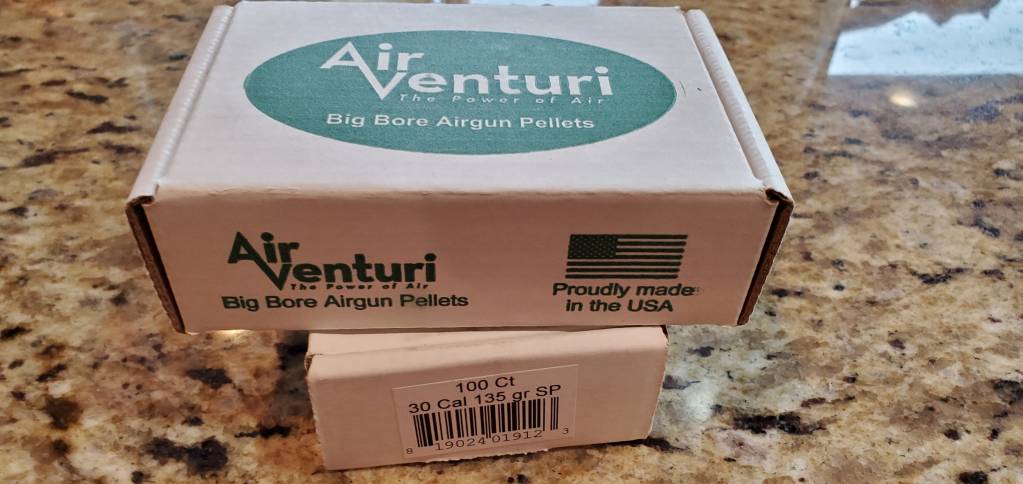 Air
Venturi
The Power of Air
Big Bore Airgun Pellets
Air
Venturi
The Power of Air
Big Bore Airgun Pellets
Proudly made
in the USA
100 Ct
30 Cal 135 gr SP
8 19024 01912 3